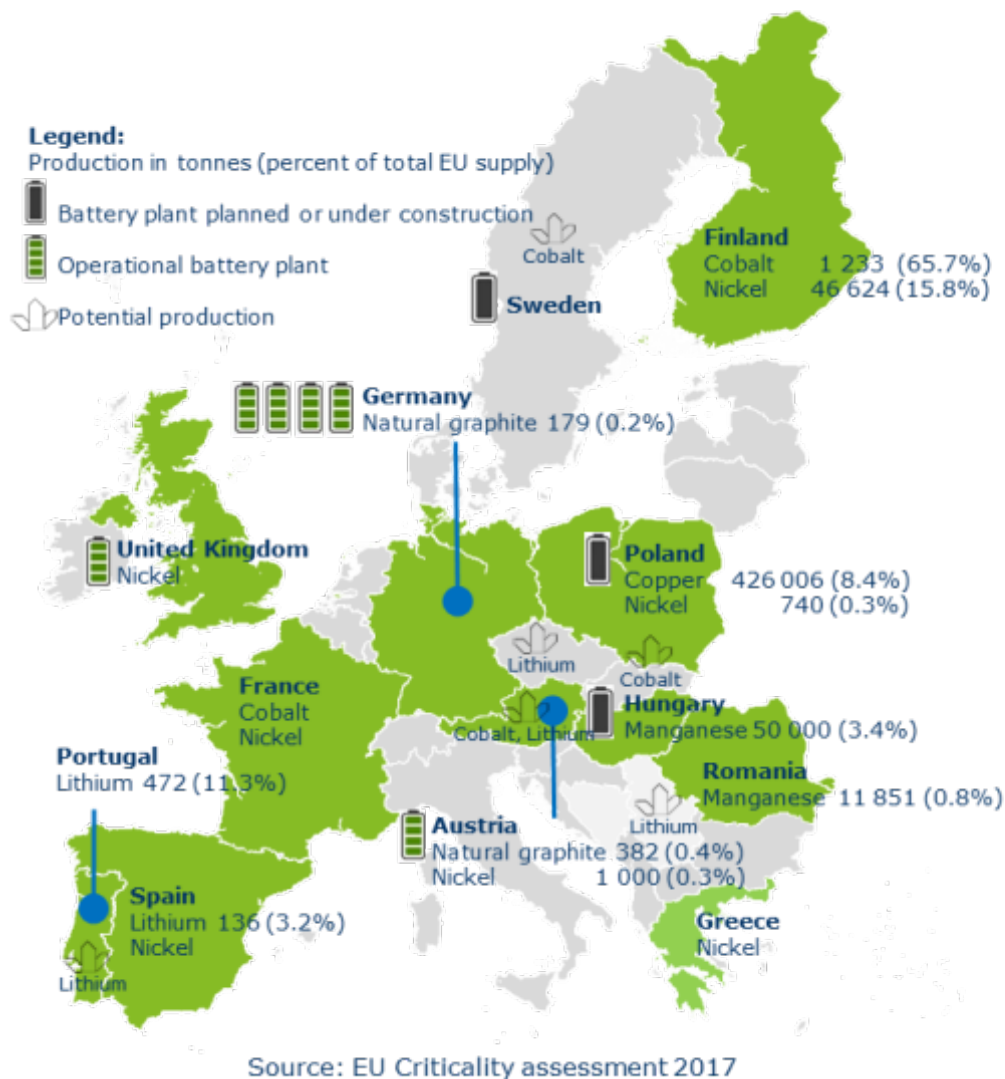 Legend:
Production in tonnes (percent of total EU supply)
Battery plant planned or under construction
Operational battery plant
Potential production
Cobalt
Sweden
Finland
Cobalt 1 233 (65.7%)
Nickel 46 624 (15.8%)
Germany
Natural graphite 179 (0.2%)
United Kingdom
Nickel
Poland
Copper 426 006 (8.4%)
Nickel 740 (0.3%)
Lithium
Cobalt
France
Cobalt
Nickel
Cobalt, Lithium
Hungary
Manganese 50 000 (3.4%)
Portugal
Lithium 472 (11.3%)
Romania
Manganese 11 851 (0.8%)
Lithium
Austria
Natural graphite 382 (0.4%)
Nickel 1 000 (0.3%)
Spain
Lithium 136 (3.2%)
Nickel
Lithium
Greece
Nickel
Source: EU Criticality assessment 2017